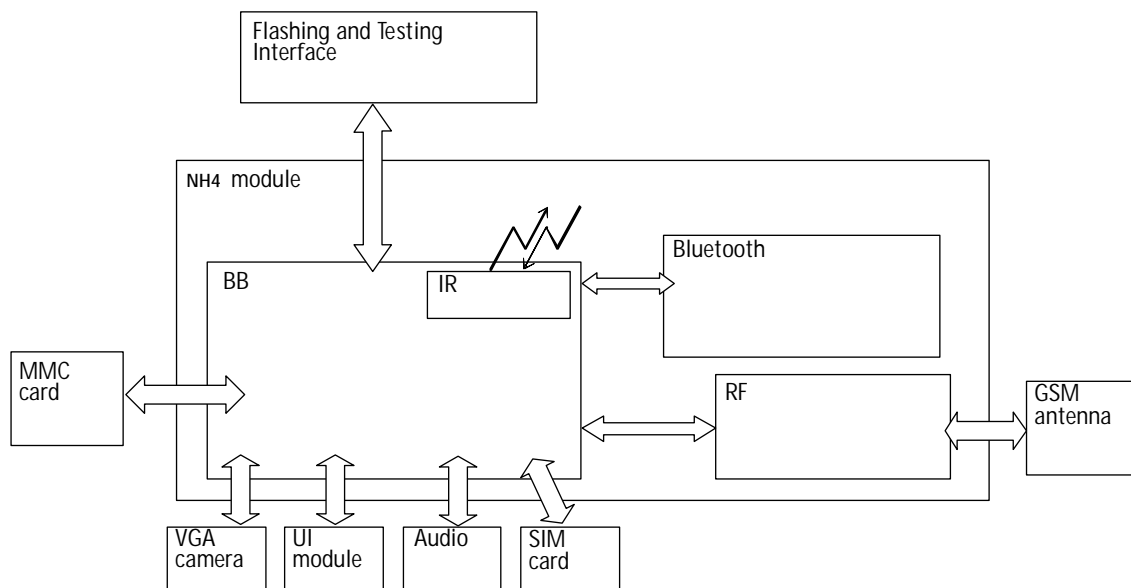 Flashing and Testing
Interface
NH4 module
Bluetooth
BB
IR
MMC
card
RF
GSM
antenna
VGA
camera
UI
module
Audio
SIM
card